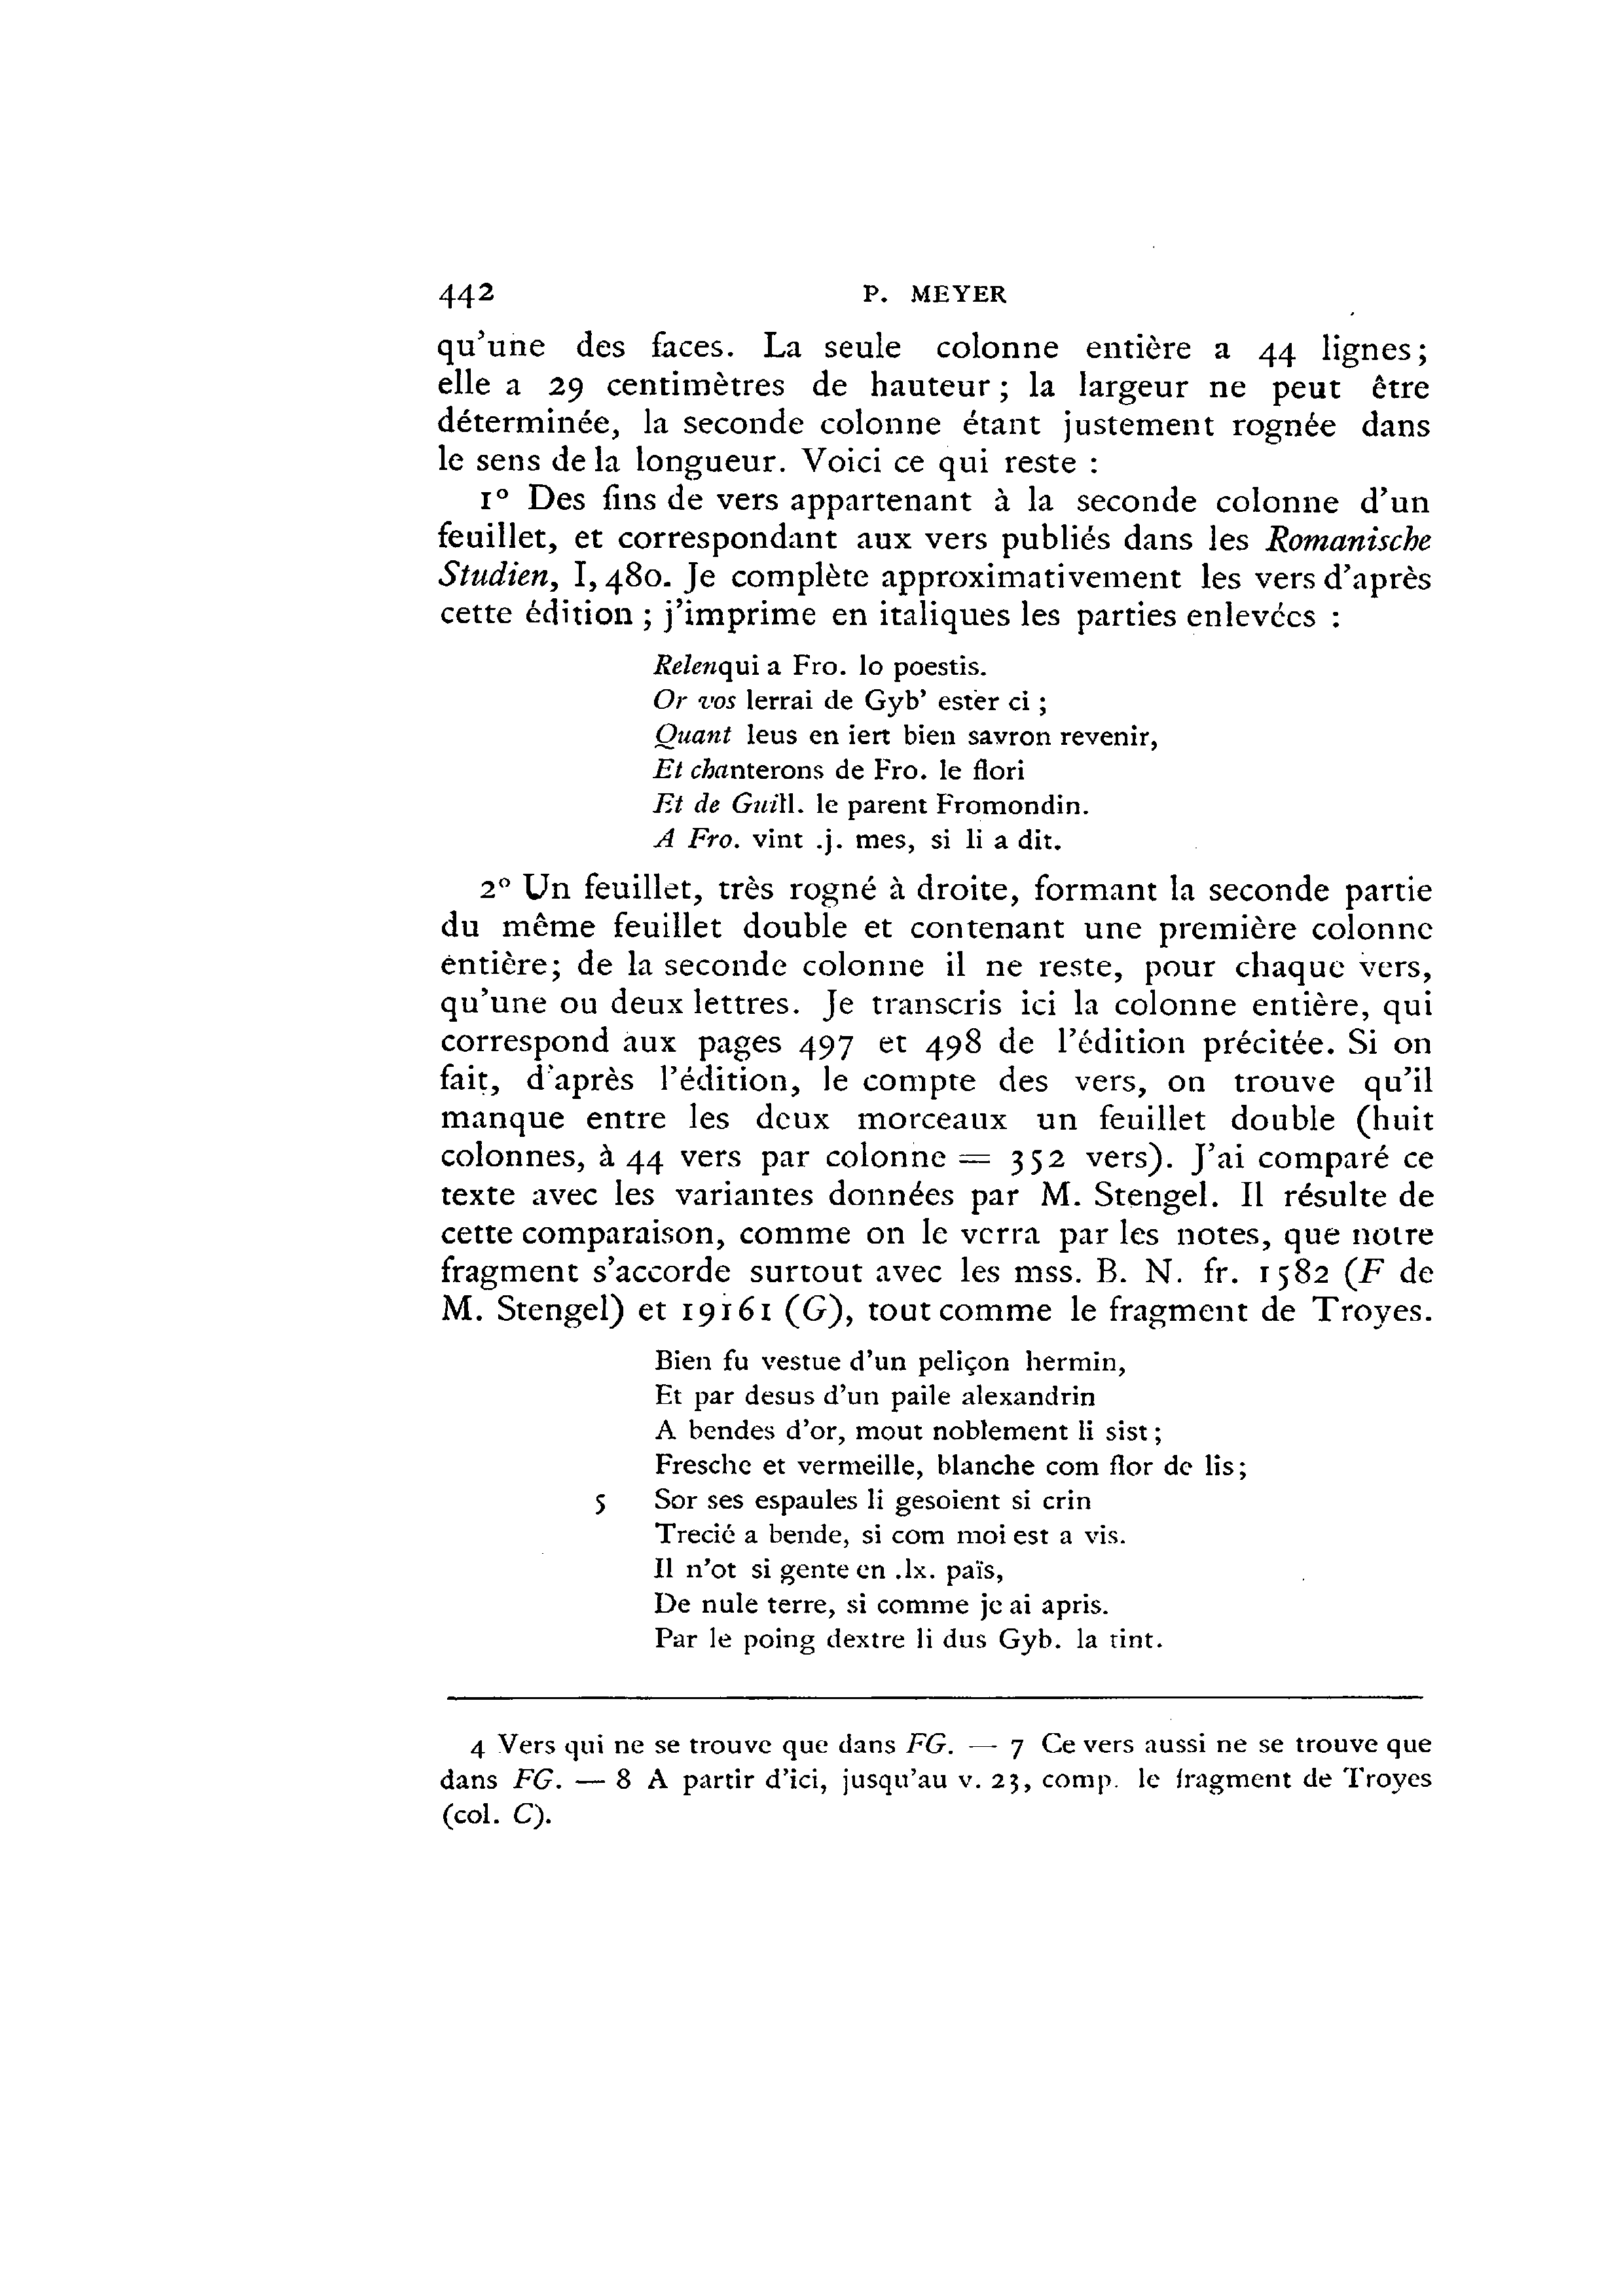 442 P. MEYER
qu'une des faces. La seule colonne entière a 44 lignes;
elle a 29 centimètres de hauteur ; la largeur ne peut être
déterminée, la seconde colonne étant justement rognée dans
le sens de la longueur. Voici ce qui reste :
1° Des fins de vers appartenant à la seconde colonne d'un
feuillet, et correspondant aux vers publiés dans les Romanische
Studien, I, 480. Je complète approximativement les vers d'après
cette édition ; j'imprime en italiques les parties enlevées :
Relenqui a Fro. lo poestis.
Or vos lerrai de Gyb' ester ci ;
Quant leus en iert bien savron revenir,
Et chanterons de Fro. le flori
Et de Guill. le parent Fromondin.
A Fro. vint .j. mes, si li a dit.
2° Un feuillet, très rogné à droite, formant la seconde partie
du même feuillet double et contenant une première colonne
entière; de la seconde colonne il ne reste, pour chaque vers,
qu'une ou deux lettres. Je transcris ici la colonne entière, qui
correspond aux pages 497 et 498 de l'édition précitée. Si on
fait, d'après l'édition, le compte des vers, on trouve qu'il
manque entre les deux morceaux un feuillet double (huit
colonnes, à 44 vers par colonne = 352 vers). J'ai comparé ce
texte avec les variantes données par M. Stengel. Il résulte de
cette comparaison, comme on le verra par les notes, que notre
fragment s'accorde surtout avec les mss. B. N. fr. 1582 (F de
M. Stengel) et 19161 (G), tout comme le fragment de Troyes.
Bien fu vestue d'un peliçon hermin,
Et par desus d'un paile alexandrin
A bendes d'or, mout noblement li sist ;
Fresche et vermeille, blanche com flor de lis;
5 Sor ses espaules li gesoient si crin
Trecié a bende, si com moi est a vis.
Il n'ot si gente en .lx. païs,
De nule terre, si comme je ai apris.
Par le poing dextre li dus Gyb. la tint.
4 Vers qui ne se trouve que dans FG. — 7 Ce vers aussi ne se trouve que
dans FG. — 8 A partir d'ici, jusqu'au v. 23, comp. le fragment de Troyes
(col. C).